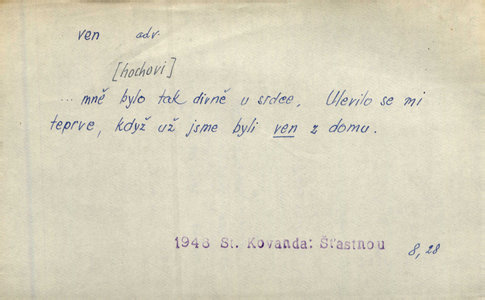 ven adv.
[hochovi]
... mně bylo tak divně u srdce. Ulevilo se mi
teprve, když už jsme byli ven z domu.
1948 St. Kovanda: Šťastnou
8, 28